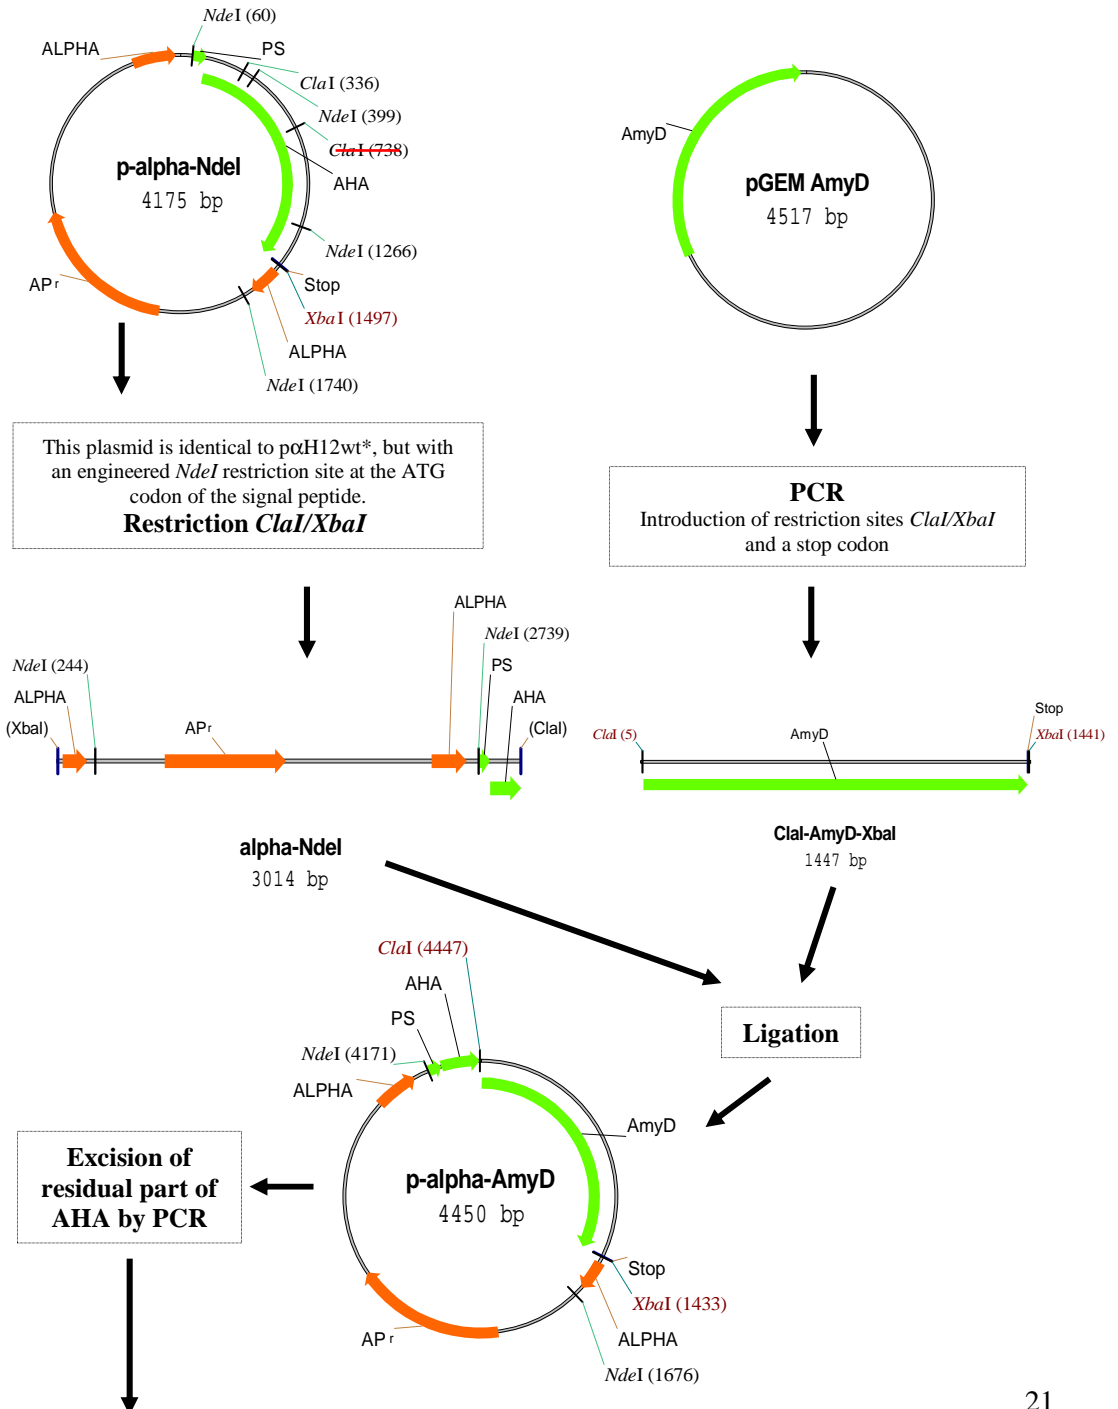 NdeI (60)
ALPHA
PS
ClaI (336)
NdeI (399)
ClaI (738)
AHA
p-alpha-NdeI
4175 bp
NdeI (1266)
Stop
APr
XbaI (1497)
ALPHA
NdeI (1740)
AmyD
pGEM AmyD
4517 bp
This plasmid is identical to pαH12wt*, but with
an engineered NdeI restriction site at the ATG
codon of the signal peptide.
Restriction ClaI/XbaI
PCR
Introduction of restriction sites ClaI/XbaI
and a stop codon
ALPHA
NdeI (2739)
NdeI (244)
PS
ALPHA
AHA
(XbaI)
APr
(ClaI)
alpha-NdeI
3014 bp
Stop
ClaI (5)
AmyD
XbaI (1441)
ClaI-AmyD-XbaI
1447 bp
Ligation
ClaI (4447)
AHA
PS
NdeI (4171)
ALPHA
AmyD
p-alpha-AmyD
4450 bp
Stop
XbaI (1433)
APr
ALPHA
NdeI (1676)
Excision of
residual part of
AHA by PCR
21